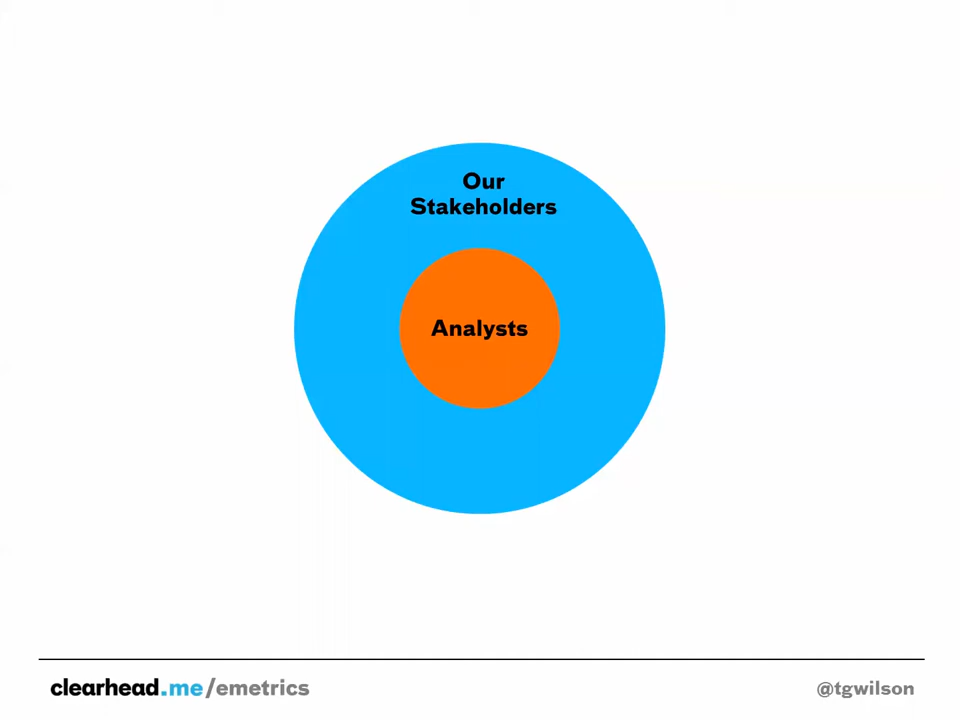 Our
Stakeholders
Analysts
clearhead.me/emetrics
@tgwilson